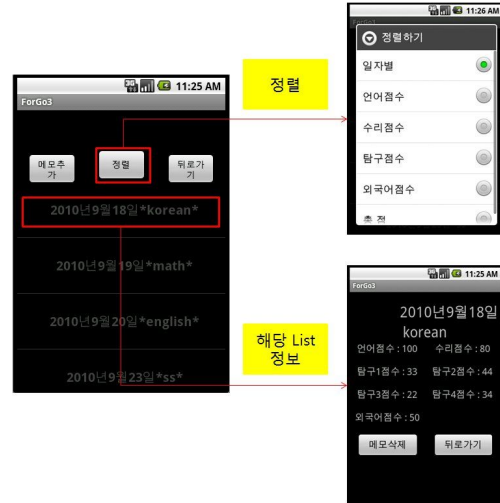 11:25 AM
ForGo3
메모추
가
정렬
뒤로가
기
2010년9월18일*korean*
2010년9월19일*math*
2010년9월20일*english*
2010년9월23일*ss*
정렬
해당 List
정보
11:26 AM
ForGo3
정렬하기
일자별
언어점수
수리점수
탐구점수
외국어점수
총 점
11:25 AM
ForGo3
2010년9월18일
korean
언어점수 : 100 수리점수 : 80
탐구1점수 : 33 탐구2점수 : 44
탐구3점수 : 22 탐구4점수 : 34
외국어점수 : 50
메모삭제 뒤로가기